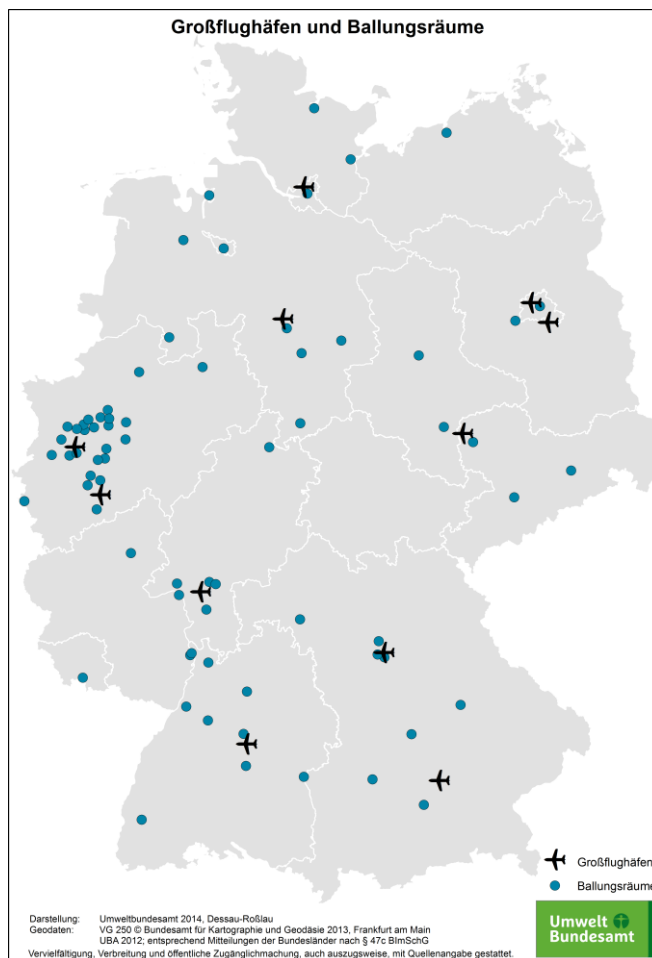 Großflughäfen und Ballungsräume
Großflughäfen
Ballungsräume
Darstellung: Umweltbundesamt 2014, Dessau-Roßlau
Geodaten: VG 250 © Bundesamt für Kartographie und Geodäsie 2013, Frankfurt am Main
UBA 2012; entsprechend Mitteilungen der Bundesländer nach § 47c BImSchG
Vervielfältigung, Verbreitung und öffentliche Zugänglichmachung, auch auszugsweise, mit Quellenangabe gestattet.
Umwelt
Bundesamt